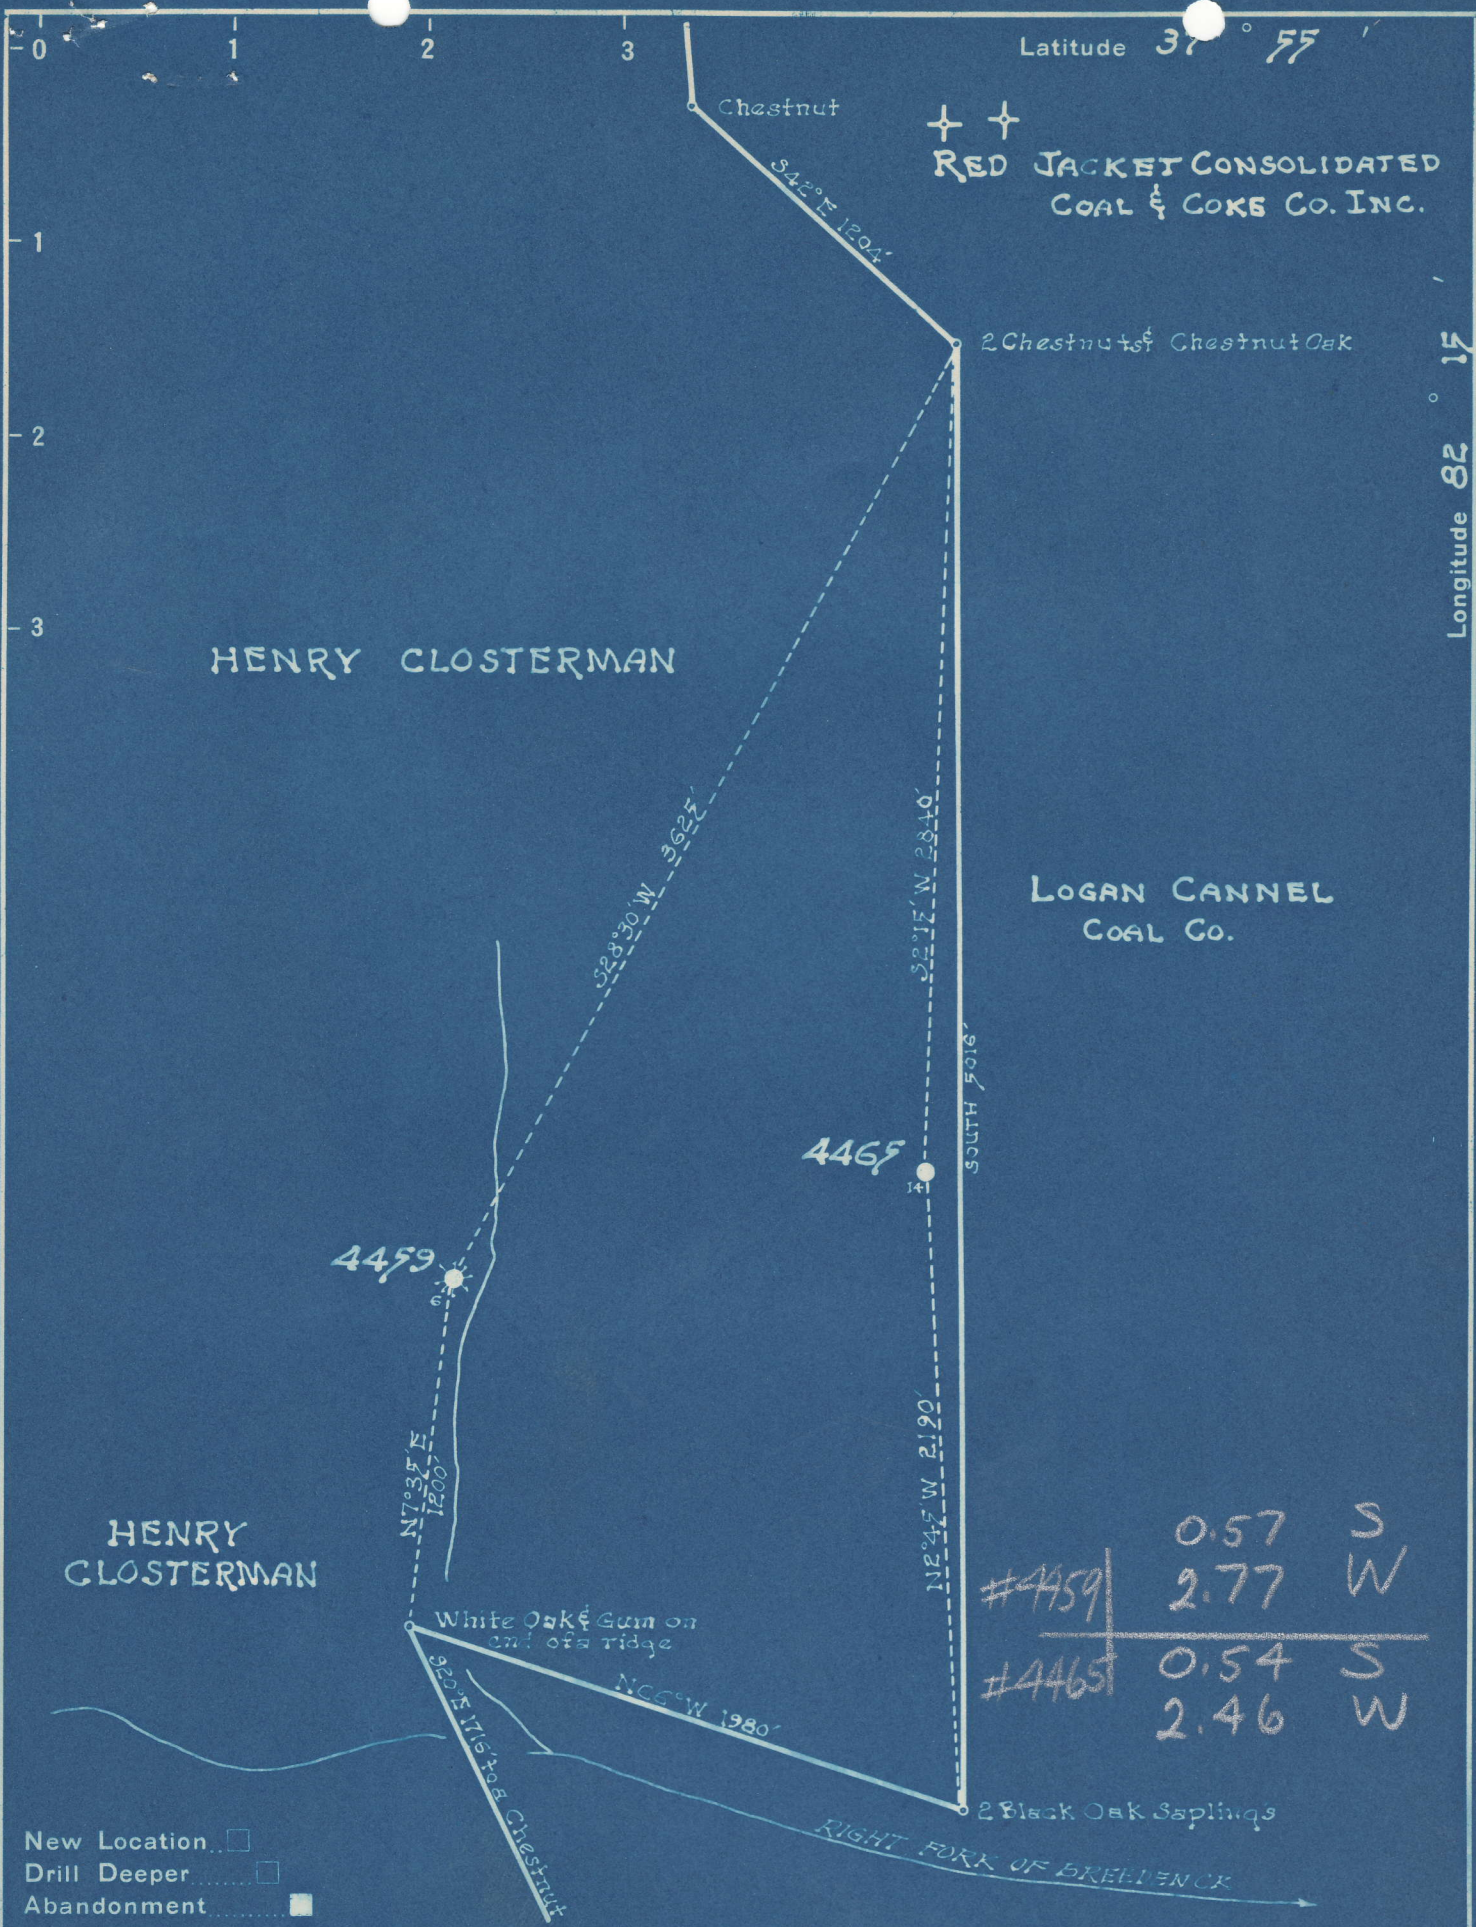 0 1 2 3
Latitude 37° 55'
Chestnut
RED JACKET CONSOLIDATED
COAL & COKE CO. INC.
S42°E 1204'
1
2 Chestnuts & Chestnut Oak
Longitude 82° 15'
2
3
HENRY CLOSTERMAN
S28°30'W 3625'
S2°15'W 2840'
LOGAN CANNEL
COAL CO.
SOUTH 5016'
4465
14
4459
6
N7°35'E
1200'
N2°45'W 2190'
HENRY
CLOSTERMAN
0.57 S
#4459 2.77 W
#4465 0.54 S
2.46 W
White Oak & Gum on
end of a ridge
N66°W 1980'
S20°E 1716' to a Chestnut
2 Black Oak Saplings
RIGHT FORK OF BREEDEN CK
New Location
Drill Deeper
Abandonment